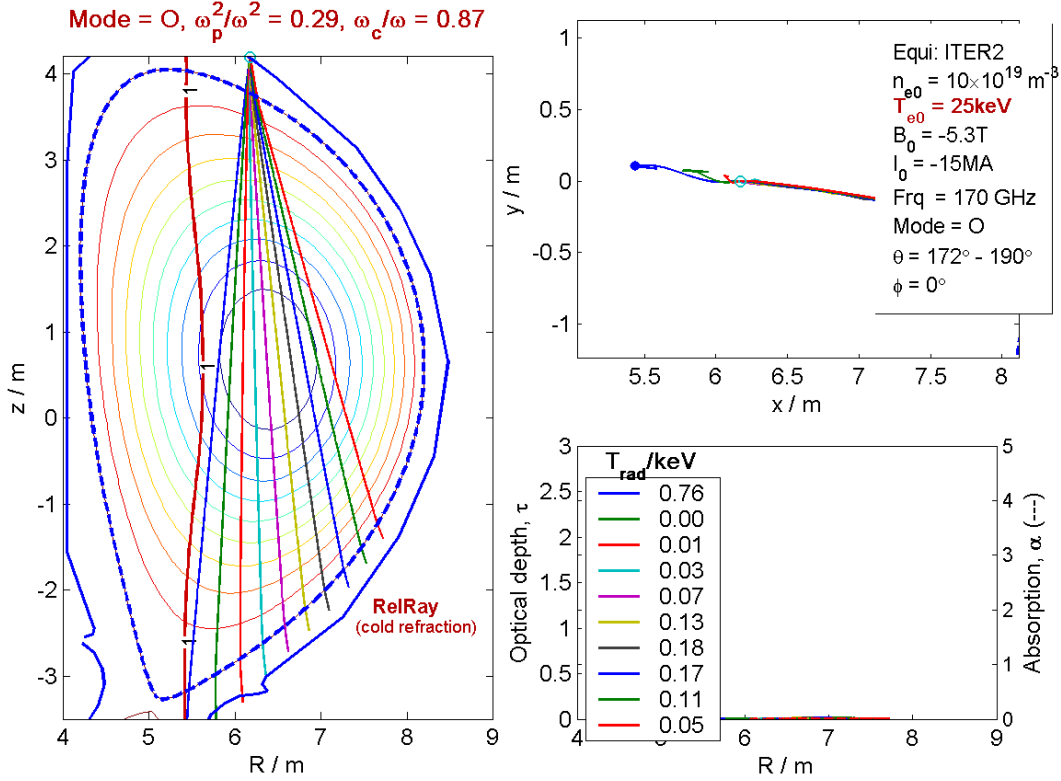 Mode = O, ω_p^2/ω^2 = 0.29, ω_c/ω = 0.87
4
3
2
1
0
-1
-2
-3
z / m
4
5
6
7
8
9
R / m
1
1
1
RelRay
(cold refraction)
1
0.5
0
-0.5
-1
y / m
5.5
6
6.5
7
7.5
8
x / m
Equi: ITER2
n_e0 = 10×10^19 m^-3
T_e0 = 25keV
B_0 = -5.3T
I_0 = -15MA
Frq = 170 GHz
Mode = O
θ = 172° - 190°
ϕ = 0°
3
2.5
2
1.5
1
0.5
0
Optical depth, τ
T_rad/keV
0.76
0.00
0.01
0.03
0.07
0.13
0.18
0.17
0.11
0.05
4
5
6
7
8
9
R / m
5
4
3
2
1
0
Absorption, α (---)